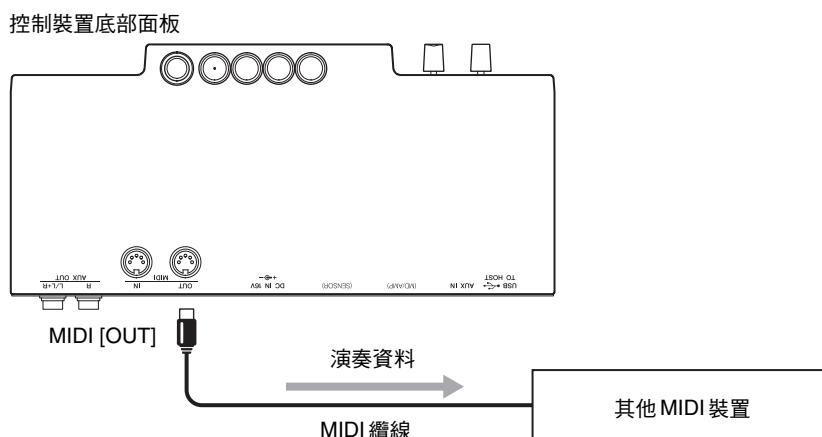 控制裝置底部面板
AUX OUT
L/L+R
R
MIDI
IN
OUT
DC IN 16V
(SENSOR)
(MD/AMP)
AUX IN
USB
TO HOST
MIDI [OUT]
演奏資料
其他 MIDI 裝置
MIDI 纜線